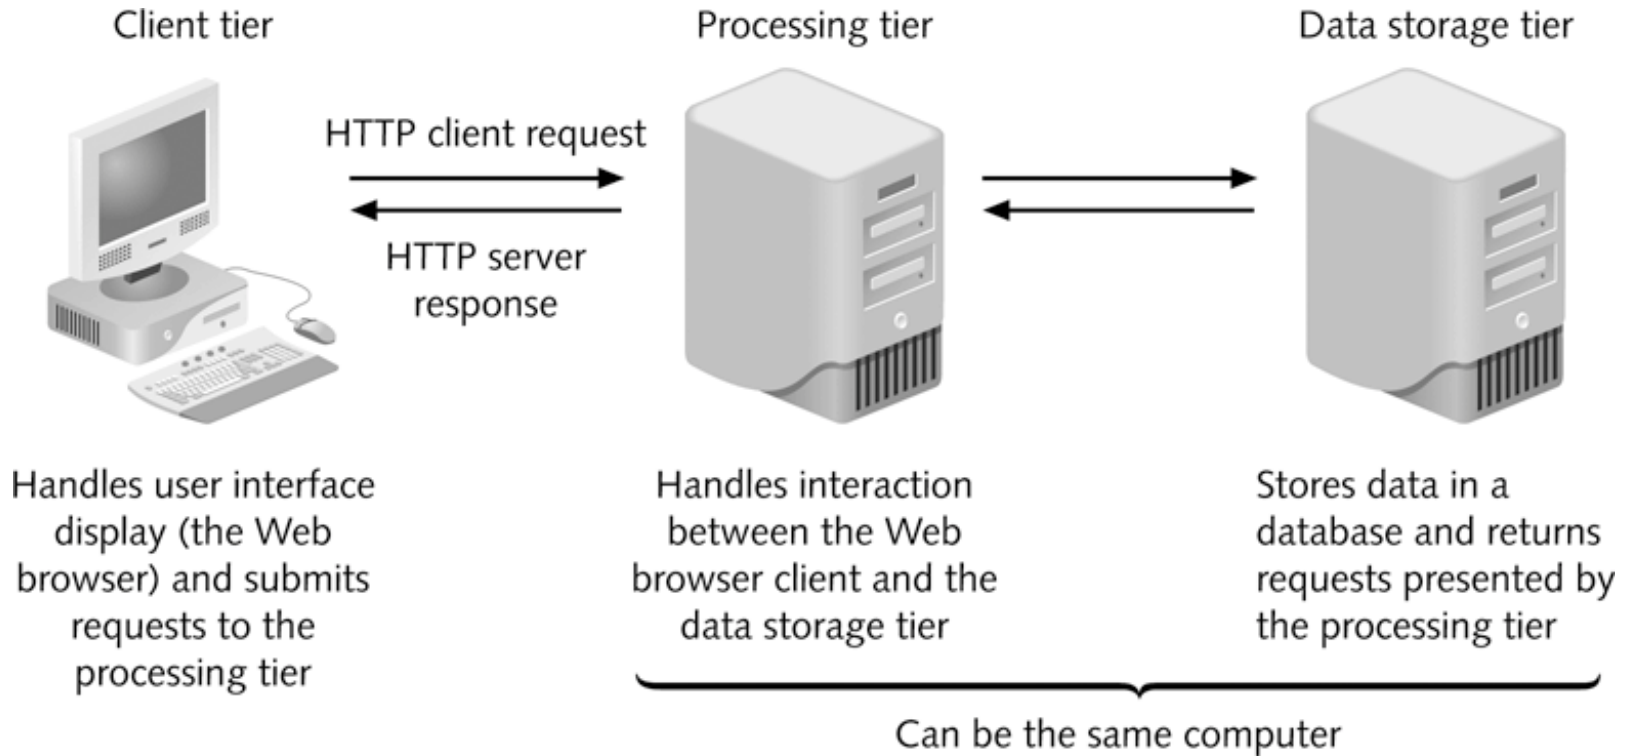 Client tier
Processing tier
Data storage tier
HTTP client request
HTTP server
response
Handles user interface
display (the Web
browser) and submits
requests to the
processing tier
Handles interaction
between the Web
browser client and the
data storage tier
Stores data in a
database and returns
requests presented by
the processing tier
Can be the same computer